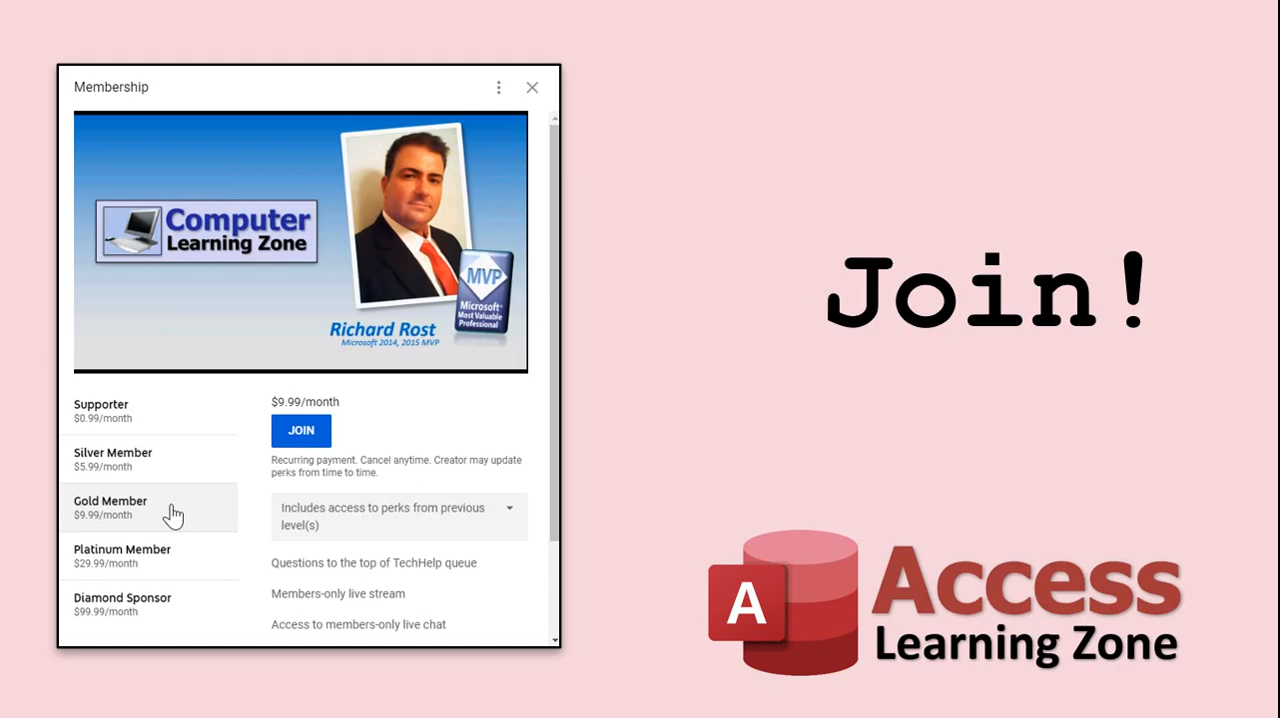 Membership
Computer
Learning Zone
MVP
Microsoft®
Most Valuable
Professional
Richard Rost
Microsoft 2014, 2015 MVP
Supporter
$0.99/month
Silver Member
$5.99/month
Gold Member
$9.99/month
Platinum Member
$29.99/month
Diamond Sponsor
$99.99/month
$9.99/month
JOIN
Recurring payment. Cancel anytime. Creator may update
perks from time to time.
Includes access to perks from previous
level(s)
Questions to the top of TechHelp queue
Members-only live stream
Access to members-only live chat
Join!
A
Access
Learning Zone